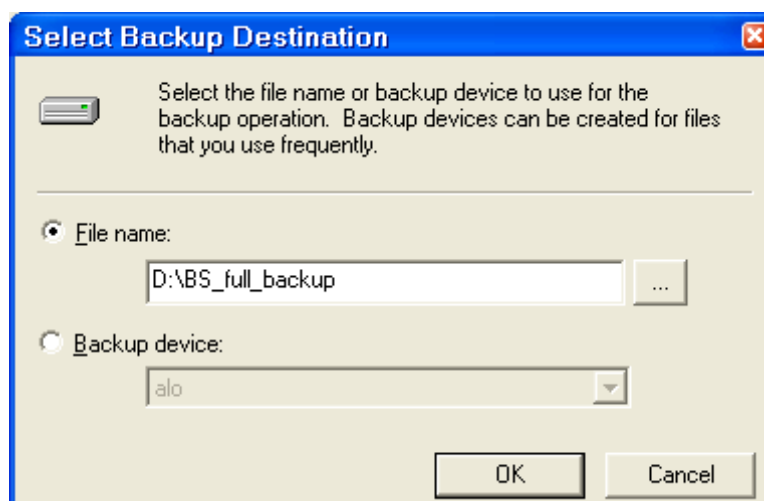 Select Backup Destination
Select the file name or backup device to use for the
backup operation.  Backup devices can be created for files
that you use frequently.
File name:
D:\BS_full_backup
...
Backup device:
alo
OK
Cancel